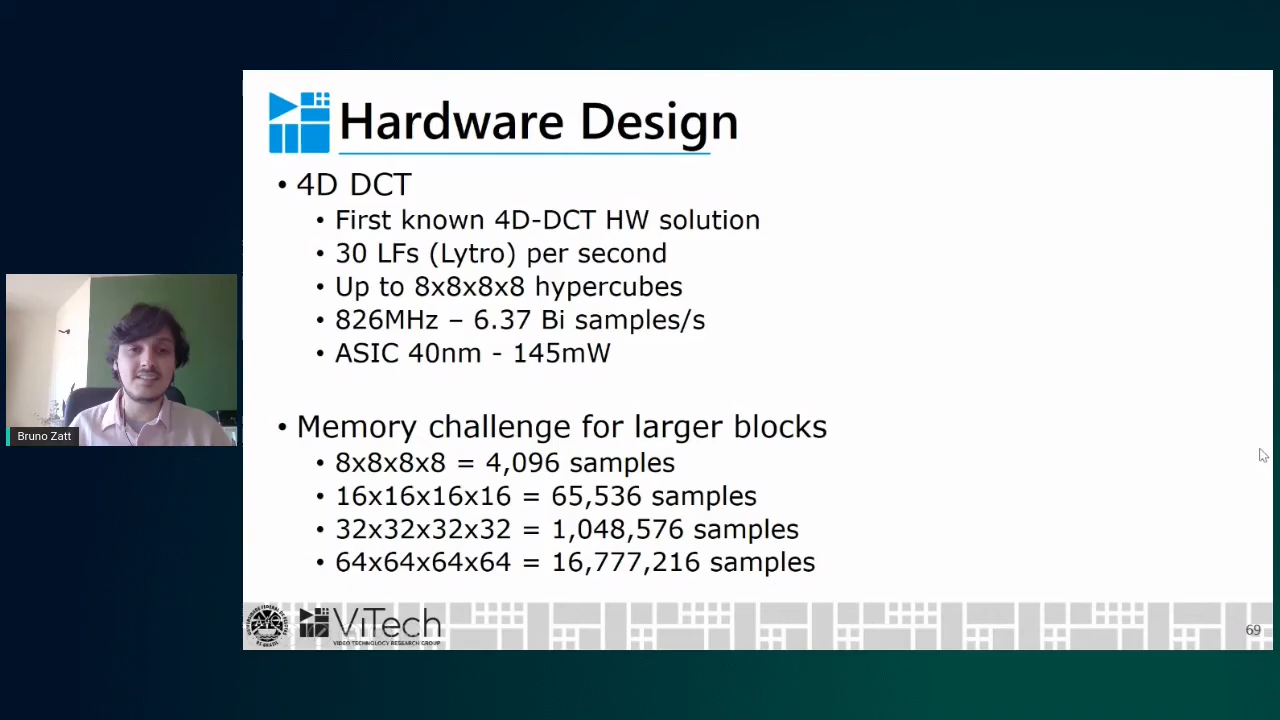 Hardware Design
• 4D DCT
• First known 4D-DCT HW solution
• 30 LFs (Lytro) per second
• Up to 8x8x8x8 hypercubes
• 826MHz – 6.37 Bi samples/s
• ASIC 40nm - 145mW
• Memory challenge for larger blocks
• 8x8x8x8 = 4,096 samples
• 16x16x16x16 = 65,536 samples
• 32x32x32x32 = 1,048,576 samples
• 64x64x64x64 = 16,777,216 samples
Bruno Zatt
ViTech
VIDEO TECHNOLOGY RESEARCH GROUP
69